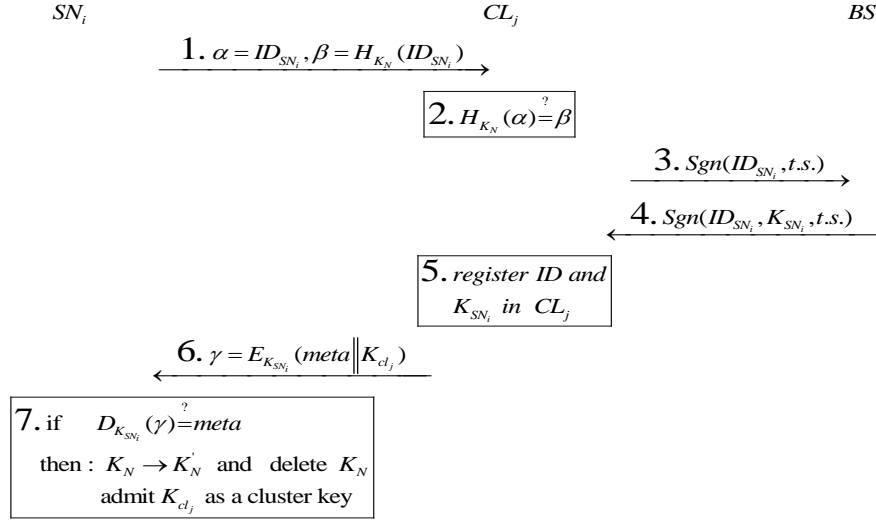 SN_i CL_j BS
1. α = ID_{SN_i}, β = H_{K_N}(ID_{SN_i})
2. H_{K_N}(α) ≟ β
3. Sgn(ID_{SN_i}, t.s.)
4. Sgn(ID_{SN_i}, K_{SN_i}, t.s.)
5. register ID and
K_{SN_i} in CL_j
6. γ = E_{K_{SN_i}}(meta‖K_{cl_j})
7. if D_{K_{SN_i}}(γ) ≟ meta
then : K_N → K_N' and delete K_N
admit K_{cl_j} as a cluster key